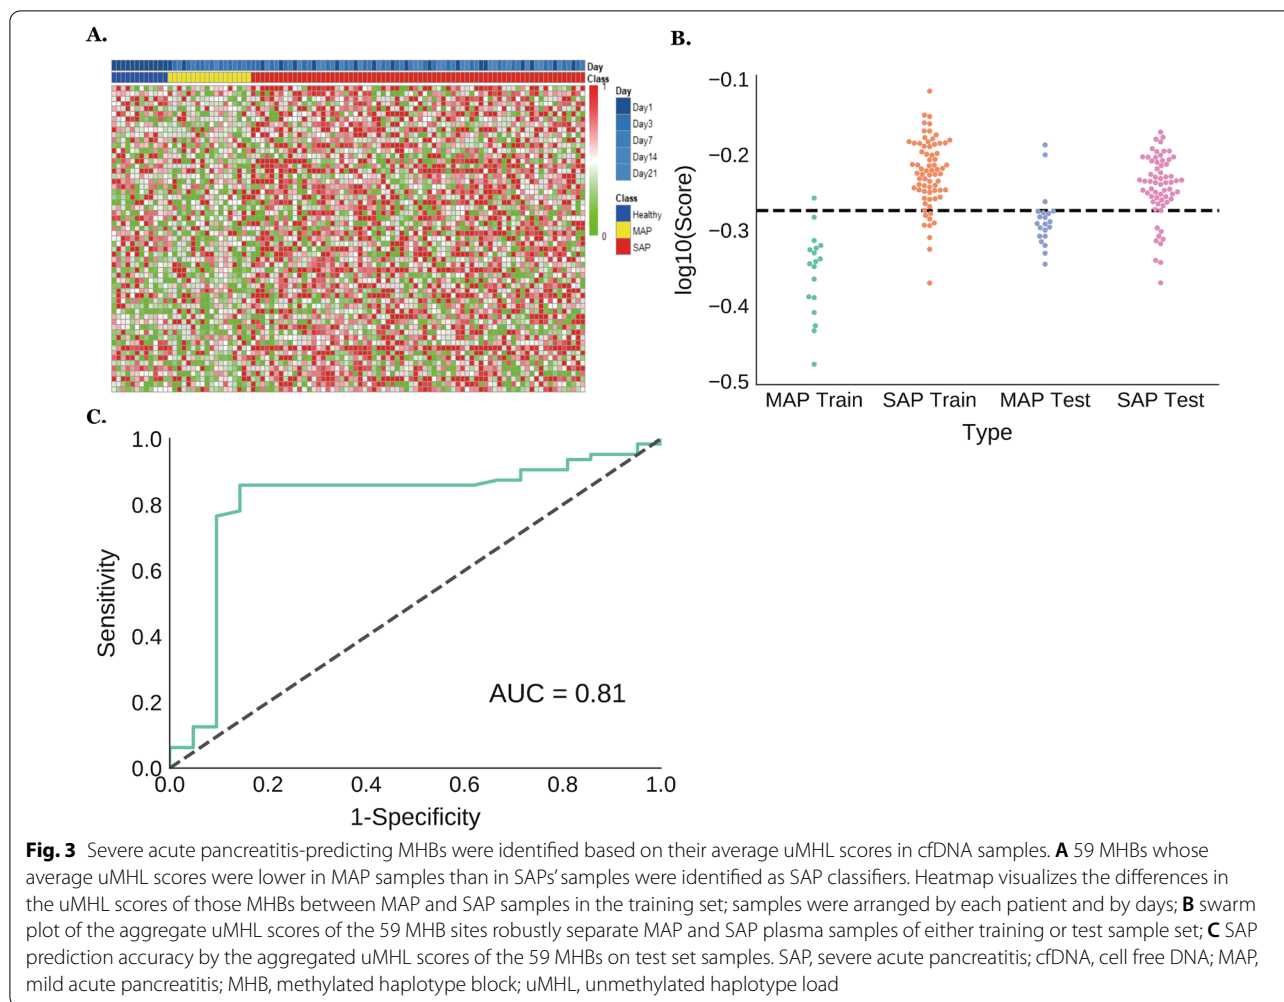 A.
Day
Class
1
0
Day
Day1
Day3
Day7
Day14
Day21
Class
Healthy
MAP
SAP
B.
−0.1
−0.2
−0.3
−0.4
−0.5
log10(Score)
MAP Train SAP Train MAP Test SAP Test
Type
C.
1.0
0.8
0.6
0.4
0.2
0.0
Sensitivity
AUC = 0.81
0.0 0.2 0.4 0.6 0.8 1.0
1-Specificity
Fig. 3 Severe acute pancreatitis-predicting MHBs were identified based on their average uMHL scores in cfDNA samples. A 59 MHBs whose
average uMHL scores were lower in MAP samples than in SAPs’ samples were identified as SAP classifiers. Heatmap visualizes the differences in
the uMHL scores of those MHBs between MAP and SAP samples in the training set; samples were arranged by each patient and by days; B swarm
plot of the aggregate uMHL scores of the 59 MHB sites robustly separate MAP and SAP plasma samples of either training or test sample set; C SAP
prediction accuracy by the aggregated uMHL scores of the 59 MHBs on test set samples. SAP, severe acute pancreatitis; cfDNA, cell free DNA; MAP,
mild acute pancreatitis; MHB, methylated haplotype block; uMHL, unmethylated haplotype load